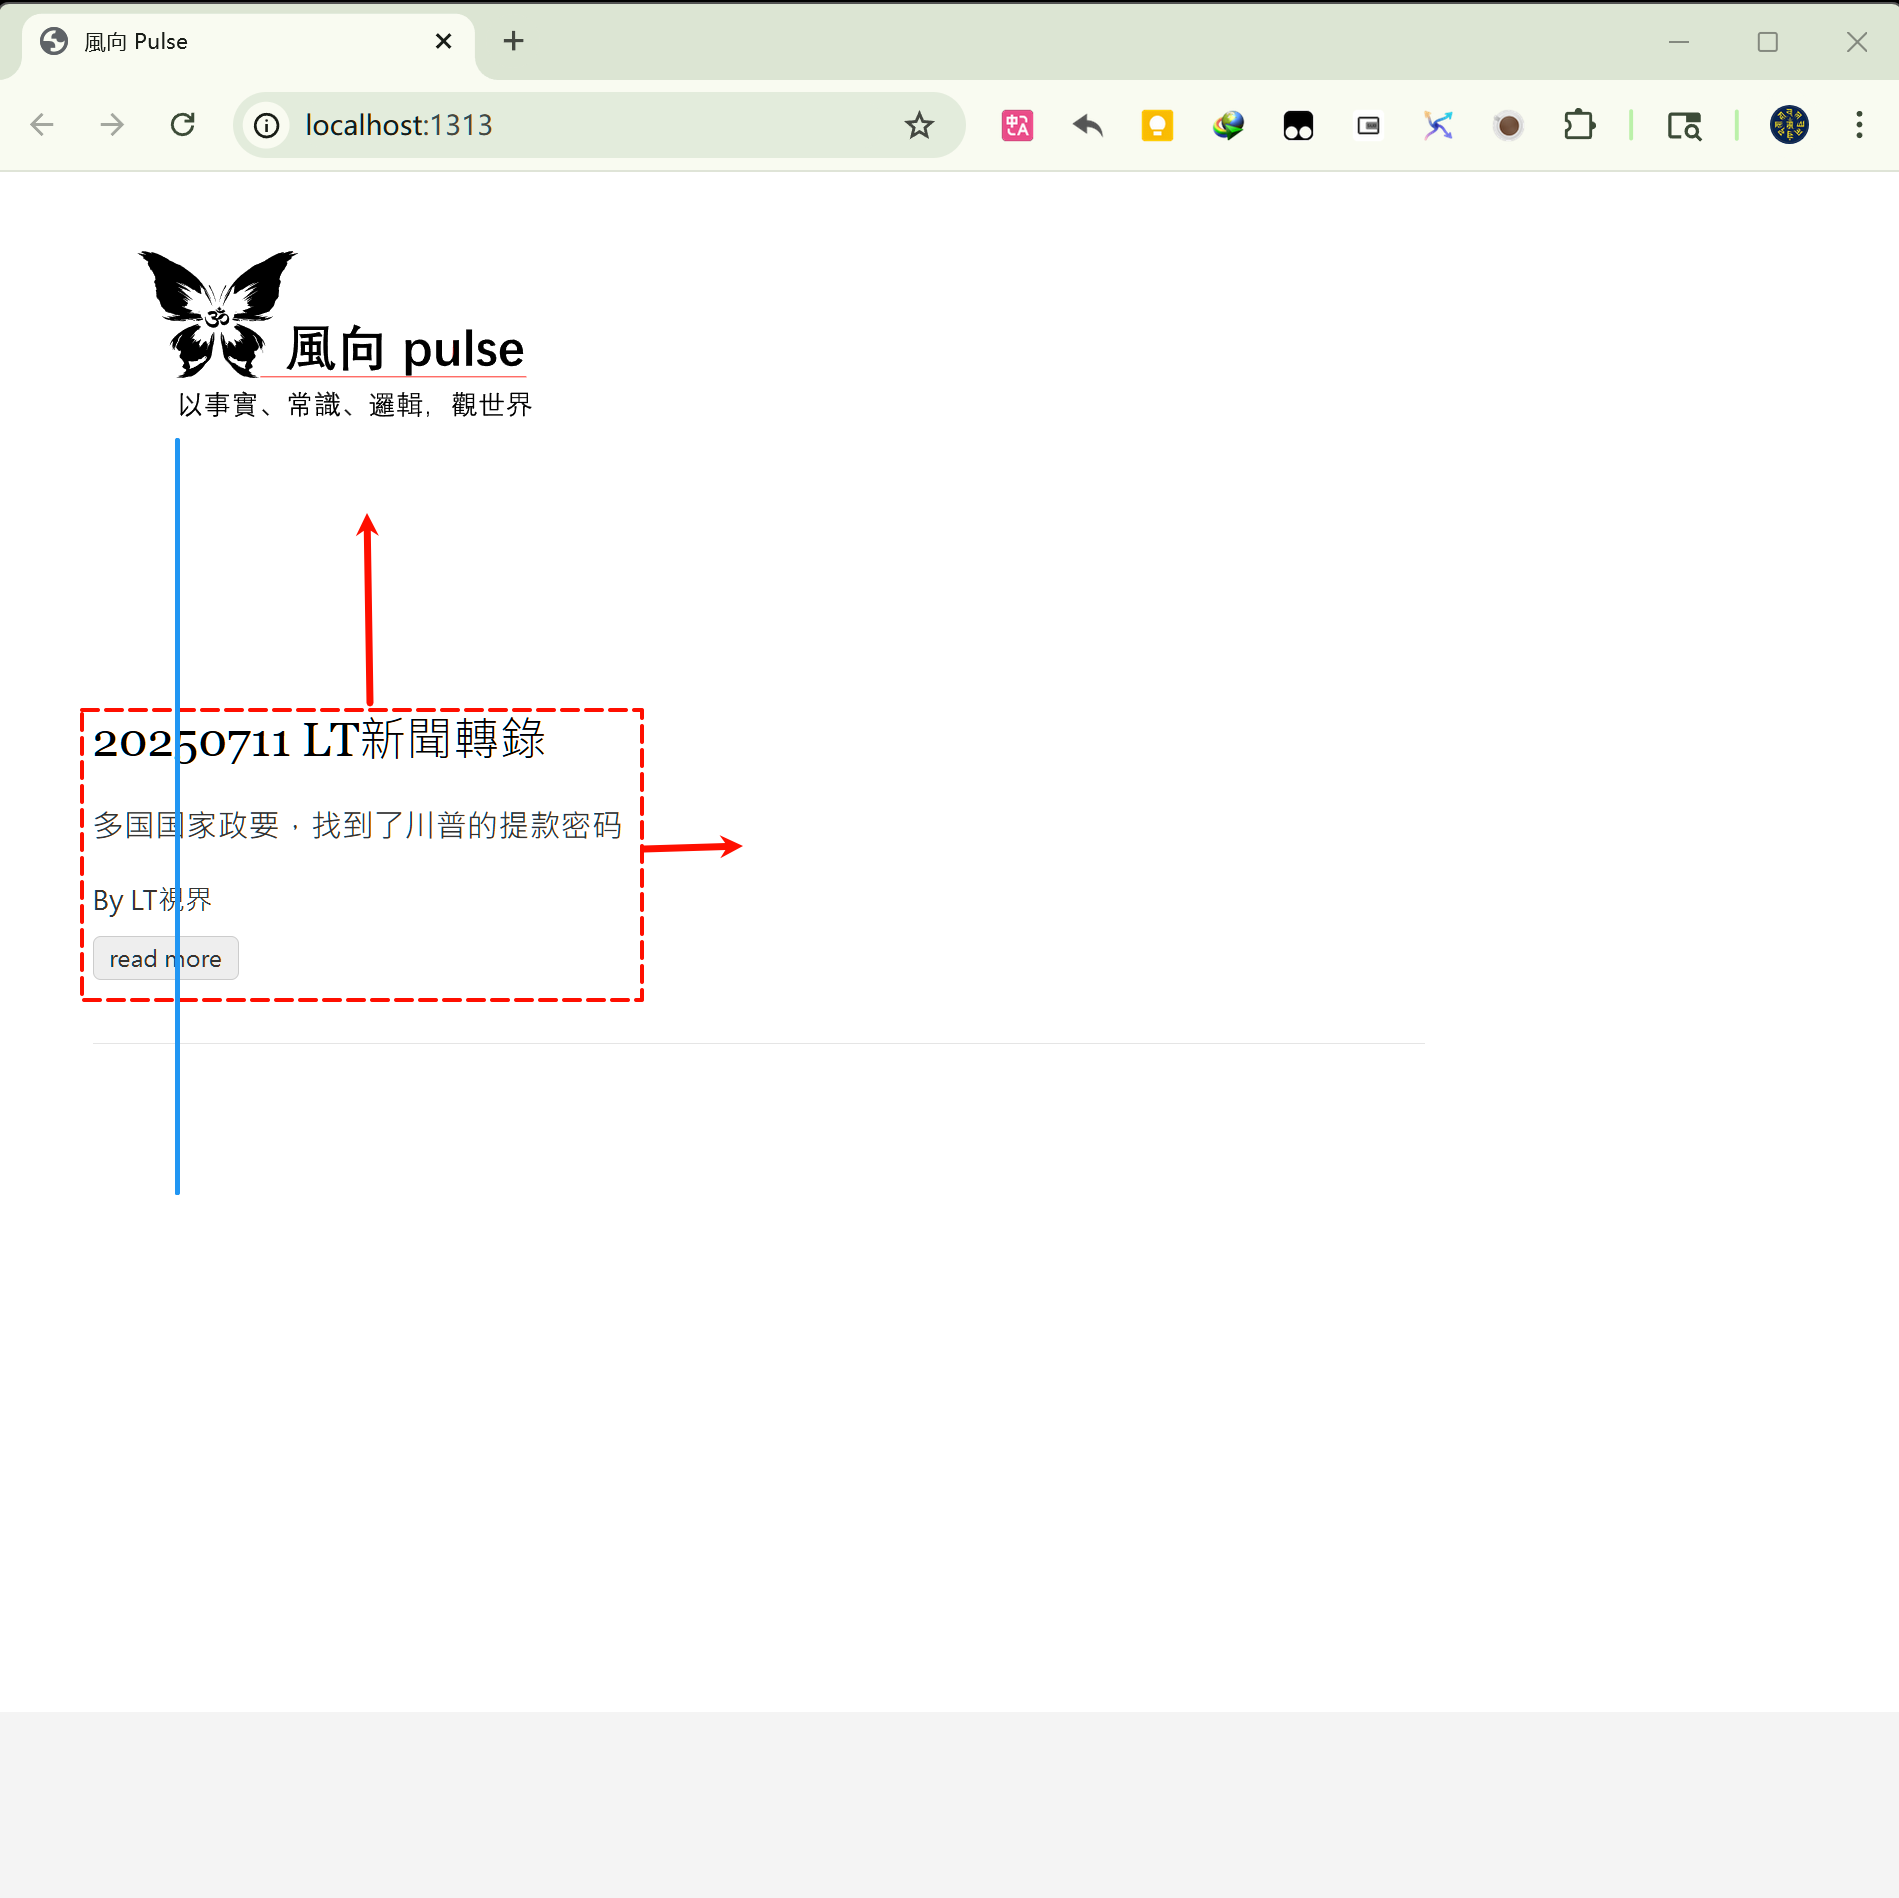 風向 Pulse
localhost:1313
風向 pulse
以事實、常識、邏輯，觀世界
20250711 LT新聞轉錄
多国国家政要，找到了川普的提款密码
By LT視界
read more